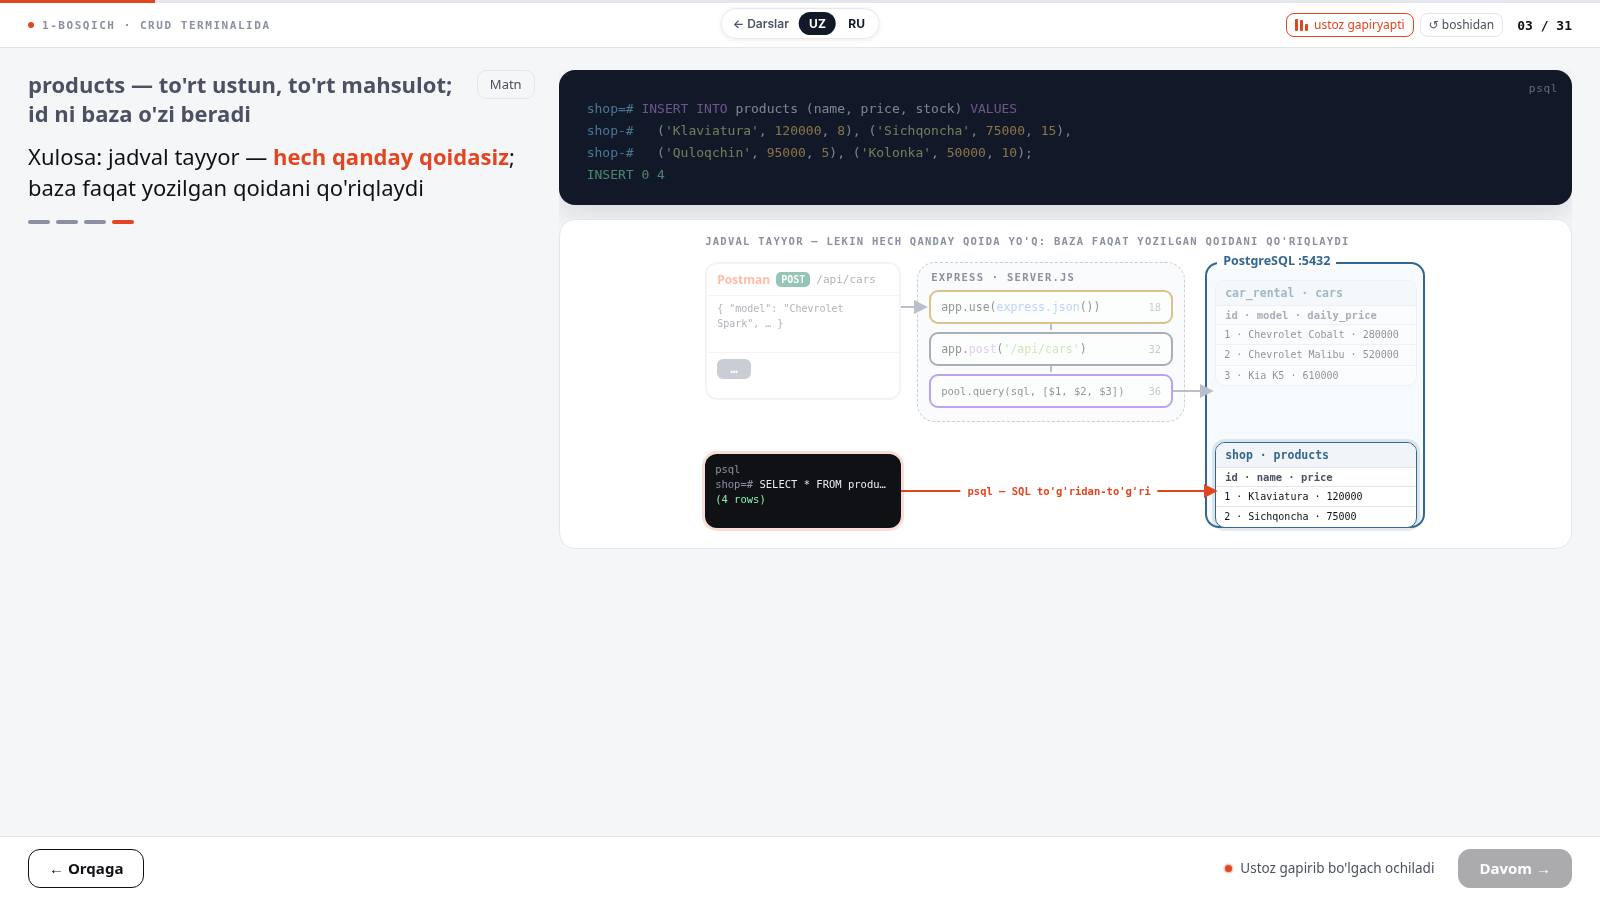 1-BOSQICH · CRUD TERMINALIDA
← Darslar UZ RU
ustoz gapiryapti
↺ boshidan
03 / 31
products — to'rt ustun, to'rt mahsulot;
id ni baza o'zi beradi
Matn
Xulosa: jadval tayyor — hech qanday qoidasiz;
baza faqat yozilgan qoidani qo'riqlaydi
psql
shop=# INSERT INTO products (name, price, stock) VALUES
shop-#   ('Klaviatura', 120000, 8), ('Sichqoncha', 75000, 15),
shop-#   ('Quloqchin', 95000, 5), ('Kolonka', 50000, 10);
INSERT 0 4
JADVAL TAYYOR — LEKIN HECH QANDAY QOIDA YO'Q: BAZA FAQAT YOZILGAN QOIDANI QO'RIQLAYDI
Postman POST /api/cars
{ "model": "Chevrolet
Spark", … }
…
EXPRESS · SERVER.JS
app.use(express.json()) 18
app.post('/api/cars') 32
pool.query(sql, [$1, $2, $3]) 36
PostgreSQL :5432
car_rental · cars
id · model · daily_price
1 · Chevrolet Cobalt · 280000
2 · Chevrolet Malibu · 520000
3 · Kia K5 · 610000
psql
shop=# SELECT * FROM produ…
(4 rows)
psql — SQL to'g'ridan-to'g'ri
shop · products
id · name · price
1 · Klaviatura · 120000
2 · Sichqoncha · 75000
← Orqaga
Ustoz gapirib bo'lgach ochiladi
Davom →